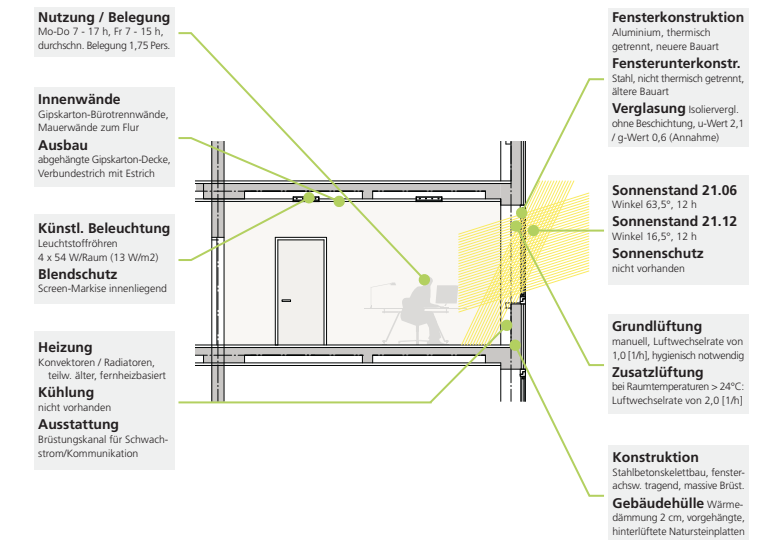 Nutzung / Belegung
Mo-Do 7 - 17 h, Fr 7 - 15 h,
durchschn. Belegung 1,75 Pers.
Innenwände
Gipskarton-Bürotrennwände,
Mauerwände zum Flur
Ausbau
abgehängte Gipskarton-Decke,
Verbundestrich mit Estrich
Künstl. Beleuchtung
Leuchtstoffröhren
4 x 54 W/Raum (13 W/m2)
Blendschutz
Screen-Markise innenliegend
Heizung
Konvektoren / Radiatoren,
teilw. älter, fernheizbasiert
Kühlung
nicht vorhanden
Ausstattung
Brüstungskanal für Schwach-
strom/Kommunikation
Fensterkonstruktion
Aluminium, thermisch
getrennt, neuere Bauart
Fensterunterkonstr.
Stahl, nicht thermisch getrennt,
ältere Bauart
Verglasung Isoliervergl.
ohne Beschichtung, u-Wert 2,1
/ g-Wert 0,6 (Annahme)
Sonnenstand 21.06
Winkel 63,5°, 12 h
Sonnenstand 21.12
Winkel 16,5°, 12 h
Sonnenschutz
nicht vorhanden
Grundlüftung
manuell, Luftwechselrate von
1,0 [1/h], hygienisch notwendig
Zusatzlüftung
bei Raumtemperaturen > 24°C:
Luftwechselrate von 2,0 [1/h]
Konstruktion
Stahlbetonskelettbau, fenster-
achsw. tragend, massive Brüst.
Gebäudehülle Wärme-
dämmung 2 cm, vorgehängte,
hinterlüftete Natursteinplatten